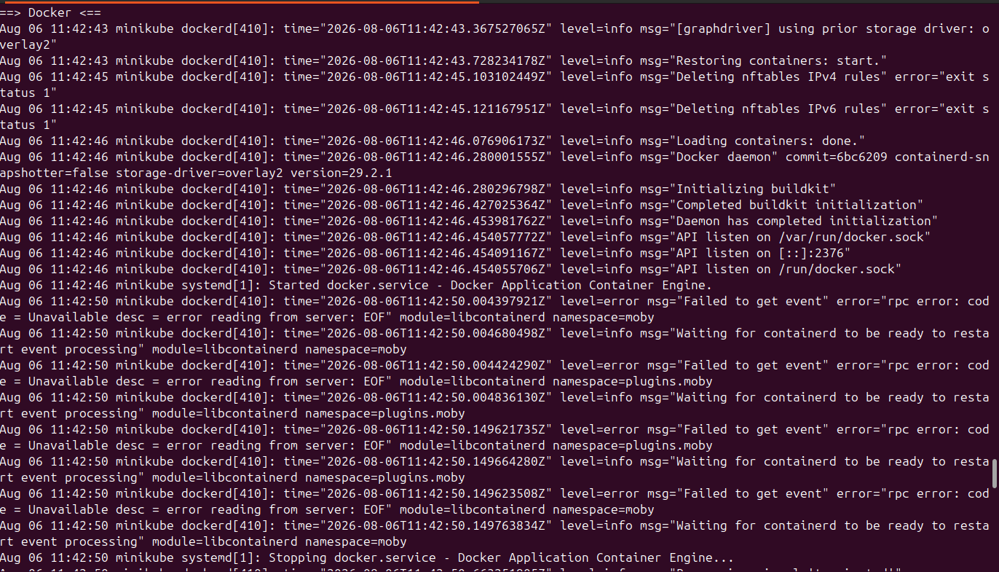 ==> Docker <==
Aug 06 11:42:43 minikube dockerd[410]: time="2026-08-06T11:42:43.367527065Z" level=info msg="[graphdriver] using prior storage driver: o
verlay2"
Aug 06 11:42:43 minikube dockerd[410]: time="2026-08-06T11:42:43.728234178Z" level=info msg="Restoring containers: start."
Aug 06 11:42:45 minikube dockerd[410]: time="2026-08-06T11:42:45.103102449Z" level=info msg="Deleting nftables IPv4 rules" error="exit s
tatus 1"
Aug 06 11:42:45 minikube dockerd[410]: time="2026-08-06T11:42:45.121167951Z" level=info msg="Deleting nftables IPv6 rules" error="exit s
tatus 1"
Aug 06 11:42:46 minikube dockerd[410]: time="2026-08-06T11:42:46.076906173Z" level=info msg="Loading containers: done."
Aug 06 11:42:46 minikube dockerd[410]: time="2026-08-06T11:42:46.280001555Z" level=info msg="Docker daemon" commit=6bc6209 containerd-sn
apshotter=false storage-driver=overlay2 version=29.2.1
Aug 06 11:42:46 minikube dockerd[410]: time="2026-08-06T11:42:46.280296798Z" level=info msg="Initializing buildkit"
Aug 06 11:42:46 minikube dockerd[410]: time="2026-08-06T11:42:46.427025364Z" level=info msg="Completed buildkit initialization"
Aug 06 11:42:46 minikube dockerd[410]: time="2026-08-06T11:42:46.453981762Z" level=info msg="Daemon has completed initialization"
Aug 06 11:42:46 minikube dockerd[410]: time="2026-08-06T11:42:46.454057772Z" level=info msg="API listen on /var/run/docker.sock"
Aug 06 11:42:46 minikube dockerd[410]: time="2026-08-06T11:42:46.454091167Z" level=info msg="API listen on [::]:2376"
Aug 06 11:42:46 minikube dockerd[410]: time="2026-08-06T11:42:46.454055706Z" level=info msg="API listen on /run/docker.sock"
Aug 06 11:42:46 minikube systemd[1]: Started docker.service - Docker Application Container Engine.
Aug 06 11:42:50 minikube dockerd[410]: time="2026-08-06T11:42:50.004397921Z" level=error msg="Failed to get event" error="rpc error: cod
e = Unavailable desc = error reading from server: EOF" module=libcontainerd namespace=moby
Aug 06 11:42:50 minikube dockerd[410]: time="2026-08-06T11:42:50.004680498Z" level=info msg="Waiting for containerd to be ready to resta
rt event processing" module=libcontainerd namespace=moby
Aug 06 11:42:50 minikube dockerd[410]: time="2026-08-06T11:42:50.004424290Z" level=error msg="Failed to get event" error="rpc error: cod
e = Unavailable desc = error reading from server: EOF" module=libcontainerd namespace=plugins.moby
Aug 06 11:42:50 minikube dockerd[410]: time="2026-08-06T11:42:50.004836130Z" level=info msg="Waiting for containerd to be ready to resta
rt event processing" module=libcontainerd namespace=plugins.moby
Aug 06 11:42:50 minikube dockerd[410]: time="2026-08-06T11:42:50.149621735Z" level=error msg="Failed to get event" error="rpc error: cod
e = Unavailable desc = error reading from server: EOF" module=libcontainerd namespace=plugins.moby
Aug 06 11:42:50 minikube dockerd[410]: time="2026-08-06T11:42:50.149664280Z" level=info msg="Waiting for containerd to be ready to resta
rt event processing" module=libcontainerd namespace=plugins.moby
Aug 06 11:42:50 minikube dockerd[410]: time="2026-08-06T11:42:50.149623508Z" level=error msg="Failed to get event" error="rpc error: cod
e = Unavailable desc = error reading from server: EOF" module=libcontainerd namespace=moby
Aug 06 11:42:50 minikube dockerd[410]: time="2026-08-06T11:42:50.149763834Z" level=info msg="Waiting for containerd to be ready to resta
rt event processing" module=libcontainerd namespace=moby
Aug 06 11:42:50 minikube systemd[1]: Stopping docker.service - Docker Application Container Engine...